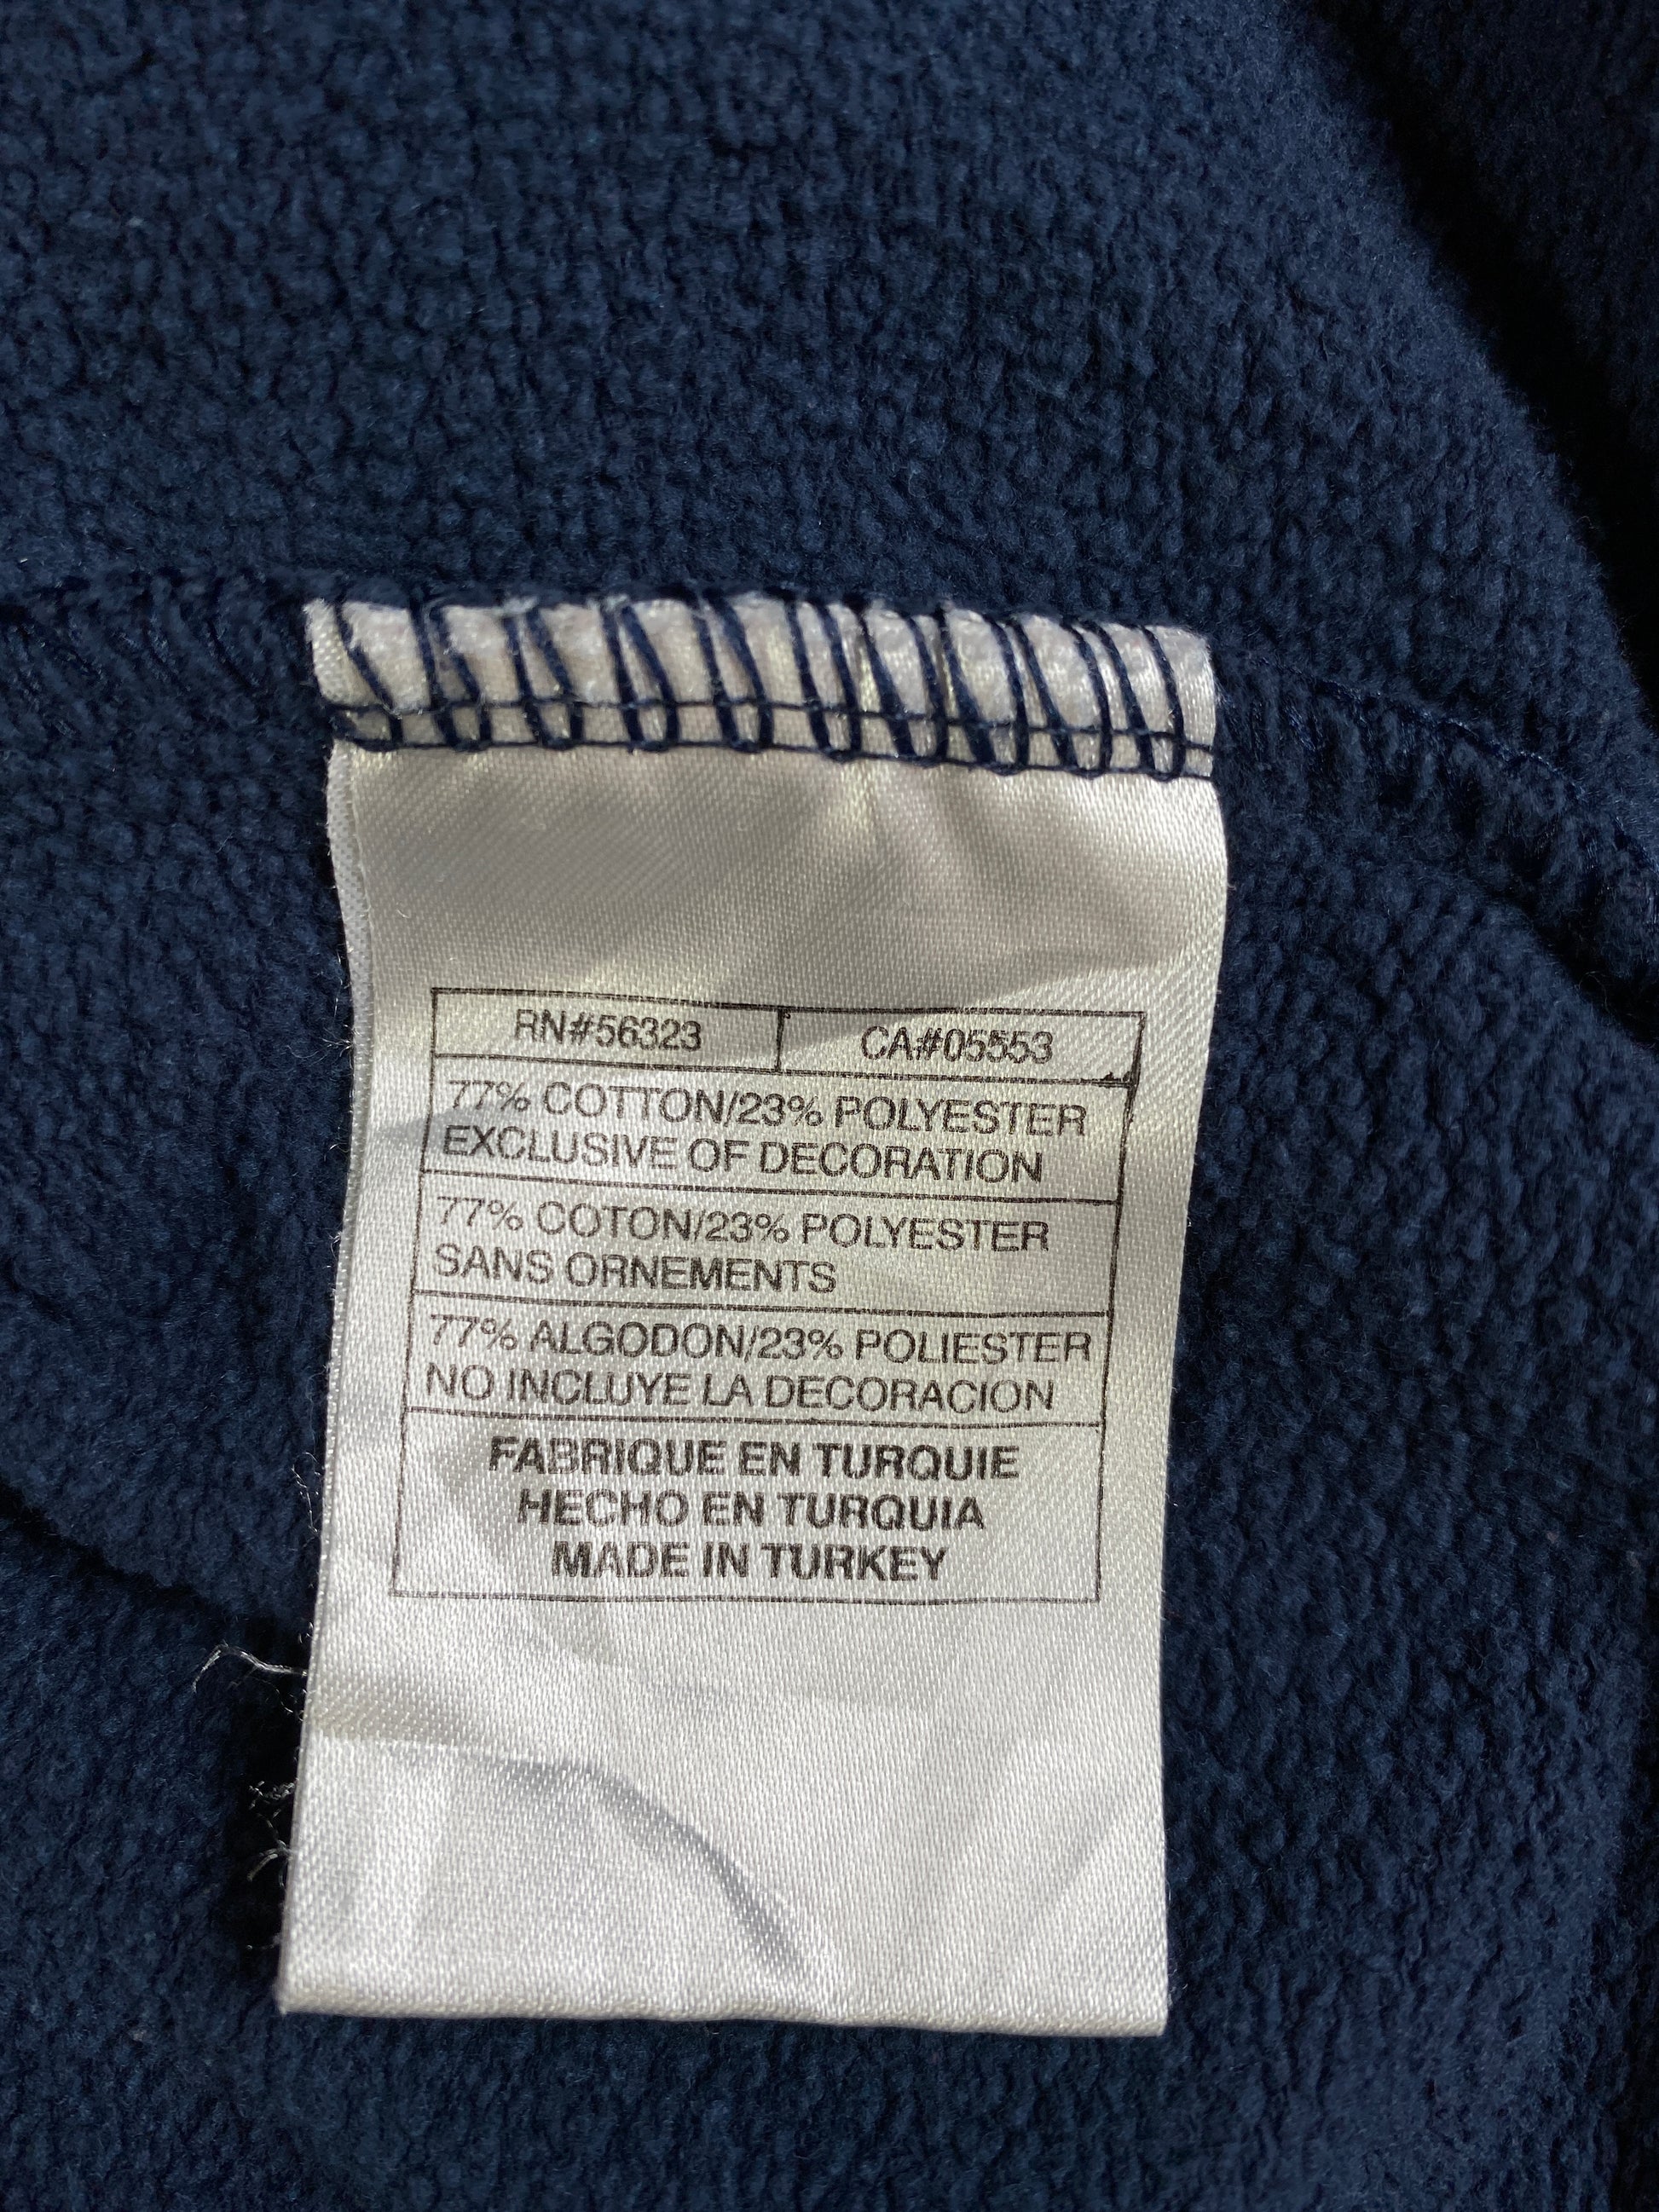 RN#56323 CA#05553
77% COTTON/23% POLYESTER
EXCLUSIVE OF DECORATION
77% COTON/23% POLYESTER
SANS ORNEMENTS
77% ALGODON/23% POLIESTER
NO INCLUYE LA DECORACION
FABRIQUE EN TURQUIE
HECHO EN TURQUIA
MADE IN TURKEY